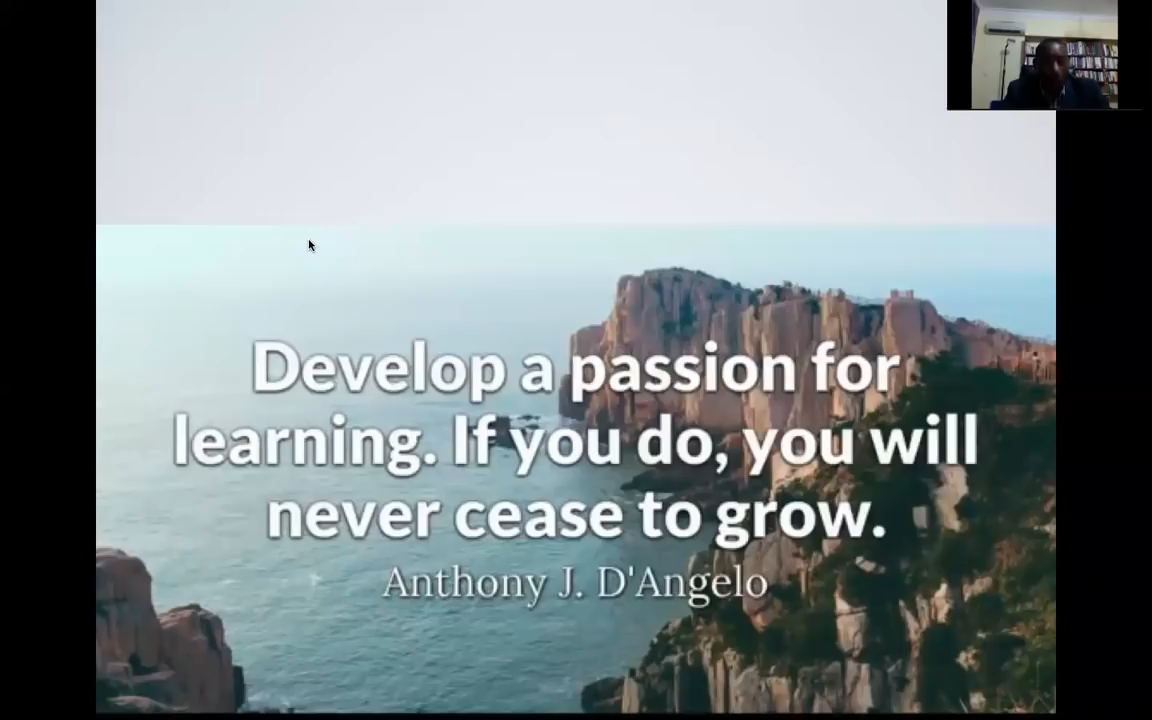 Develop a passion for
learning. If you do, you will
never cease to grow.
Anthony J. D'Angelo